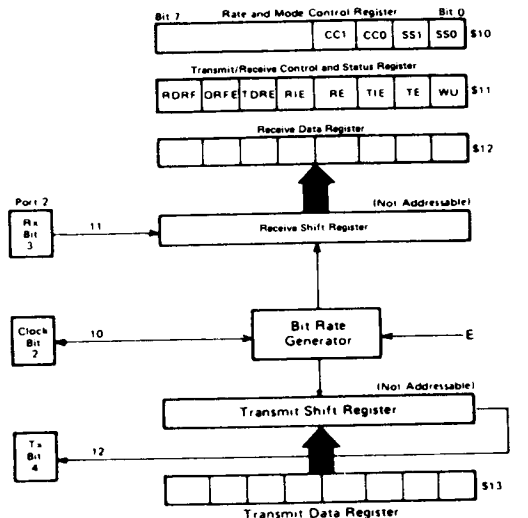 Bit 7 Rate and Mode Control Register Bit 0
CC1 CC0 SS1 SS0 $10
Transmit/Receive Control and Status Register
RDRF ORFE TDRE RIE RE TIE TE WU $11
Receive Data Register
$12
Port 2
(Not Addressable)
Rx
Bit
3
11
Receive Shift Register
Clock
Bit
2
10
Bit Rate
Generator
E
(Not Addressable)
Transmit Shift Register
Tx
Bit
4
12
$13
Transmit Data Register